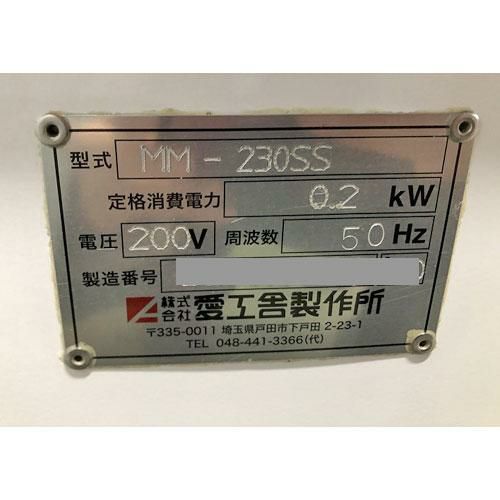 型式 MM-230SS
定格消費電力 0.2 kW
電圧 200V 周波数 50 Hz
製造番号
株式会社 愛工舎製作所
〒335-0011 埼玉県戸田市下戸田 2-23-1
TEL 048-441-3366(代)